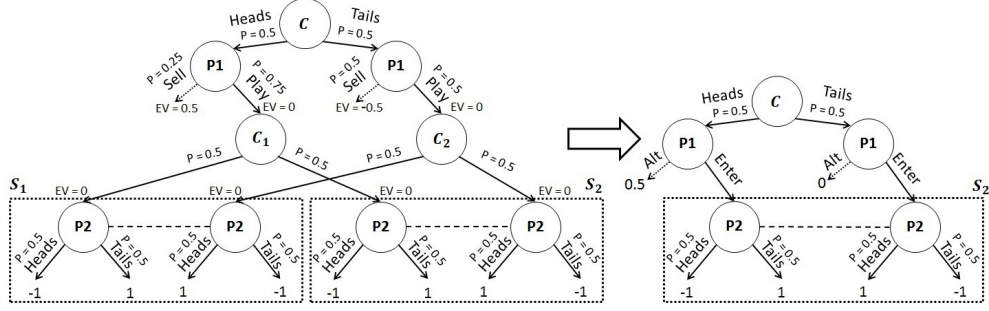 C
Heads Tails
P = 0.5 P = 0.5
P1 P1
P = 0.25 Sell
P = 0.75 Play
P = 0.5 Sell
P = 0.5 Play
EV = 0.5 EV = 0 EV = -0.5 EV = 0
C₁ C₂
P = 0.5 P = 0.5 P = 0.5 P = 0.5
S₁ EV = 0 EV = 0 EV = 0 EV = 0 S₂
P2 P2 P2 P2
P = 0.5 Heads P = 0.5 Tails P = 0.5 Heads P = 0.5 Tails P = 0.5 Heads P = 0.5 Tails P = 0.5 Heads P = 0.5 Tails
-1 1 1 -1 -1 1 1 -1
C
Heads Tails
P = 0.5 P = 0.5
P1 P1
Alt Enter Alt Enter
0.5 0
S₂
P2 P2
P = 0.5 Heads P = 0.5 Tails P = 0.5 Heads P = 0.5 Tails
-1 1 1 -1